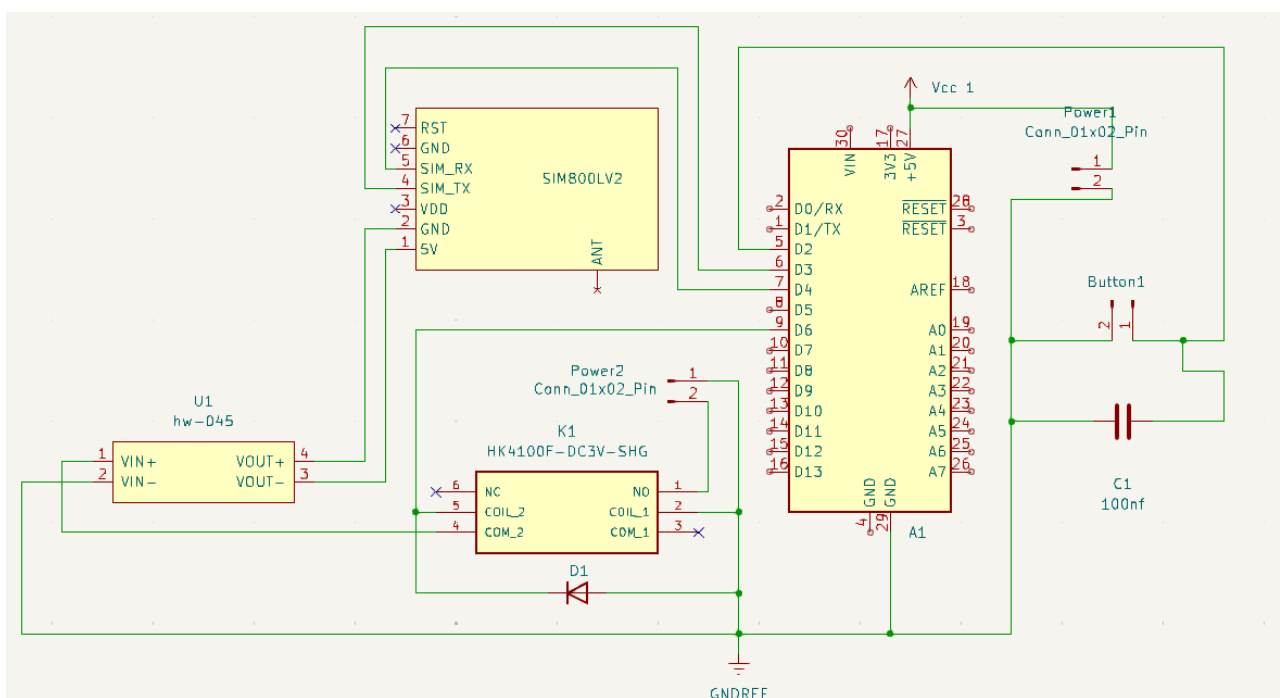 Vcc 1
Power1
Conn_01x02_Pin
1
2
7
RST
6
GND
5
SIM_RX
4
SIM_TX
3
VDD
2
GND
1
5V
SIM800LV2
ANT
30
VIN
17
3V3
27
+5V
2
D0/RX
1
D1/TX
5
D2
6
D3
7
D4
8
D5
9
D6
10
D7
11
D8
12
D9
13
D10
14
D11
15
D12
16
D13
RESET
28
RESET
3
AREF
18
A0
19
A1
20
A2
21
A3
22
A4
23
A5
24
A6
25
A7
26
GND
4
GND
29
A1
Button1
2
1
C1
100nf
Power2
Conn_01x02_Pin
1
2
U1
hw-045
1
VIN+
2
VIN-
VOUT+
4
VOUT-
3
K1
HK4100F-DC3V-SHG
6
NC
5
COIL_2
4
COM_2
NO
1
COIL_1
2
COM_1
3
D1
GNDREF